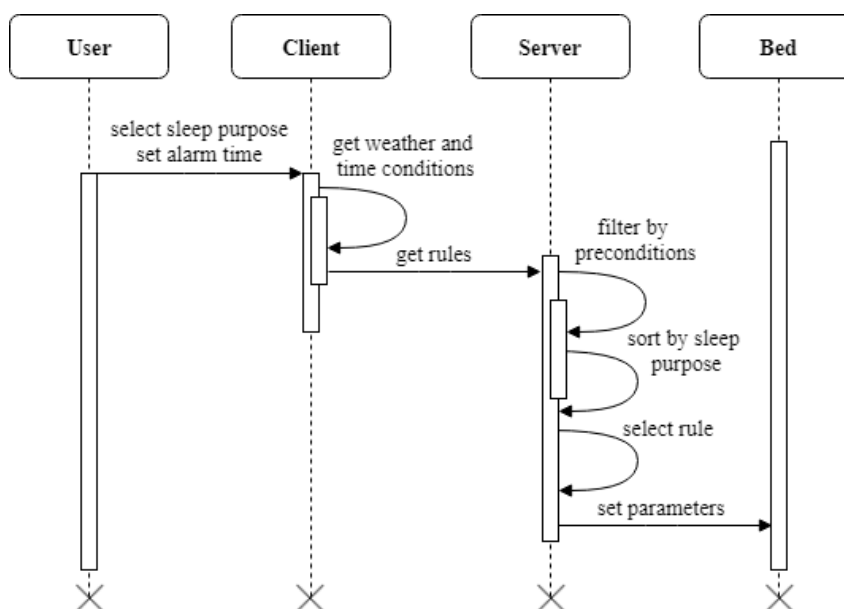 User
Client
Server
Bed
select sleep purpose
set alarm time
get weather and
time conditions
get rules
filter by
preconditions
sort by sleep
purpose
select rule
set parameters